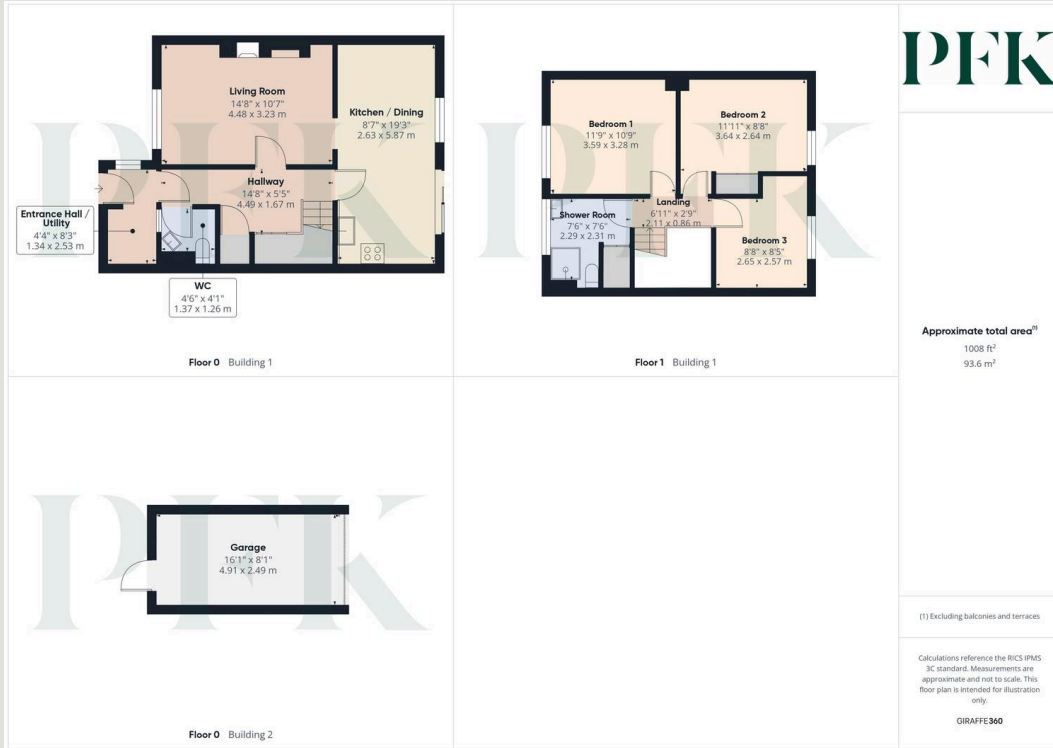 Living Room
14'8" x 10'7"
4.48 x 3.23 m
Kitchen / Dining
8'7" x 19'3"
2.63 x 5.87 m
Hallway
14'8" x 5'5"
4.49 x 1.67 m
Entrance Hall /
Utility
4'4" x 8'3"
1.34 x 2.53 m
WC
4'6" x 4'1"
1.37 x 1.26 m
PFK
Floor 0 Building 1
Bedroom 1
11'9" x 10'9"
3.59 x 3.28 m
Bedroom 2
11'11" x 8'8"
3.64 x 2.64 m
Landing
6'11" x 2'9"
2.11 x 0.86 m
Shower Room
7'6" x 7'6"
2.29 x 2.31 m
Bedroom 3
8'8" x 8'5"
2.65 x 2.57 m
PFK
Floor 1 Building 1
Garage
16'1" x 8'1"
4.91 x 2.49 m
PFK
Floor 0 Building 2
PFK
Approximate total area(1)
1008 ft²
93.6 m²
(1) Excluding balconies and terraces
Calculations reference the RICS IPMS
3C standard. Measurements are
approximate and not to scale. This
floor plan is intended for illustration
only.
GIRAFFE360